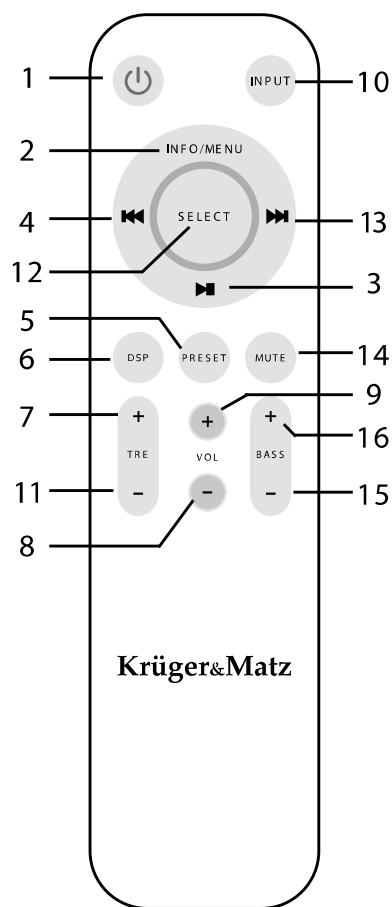 1 INPUT 10
2 INFO/MENU
4 SELECT 13
12 3
5
6 DSP PRESET MUTE 14
9
7 + + + 16
TRE VOL BASS
11 - - - 15
8
Krüger&Matz